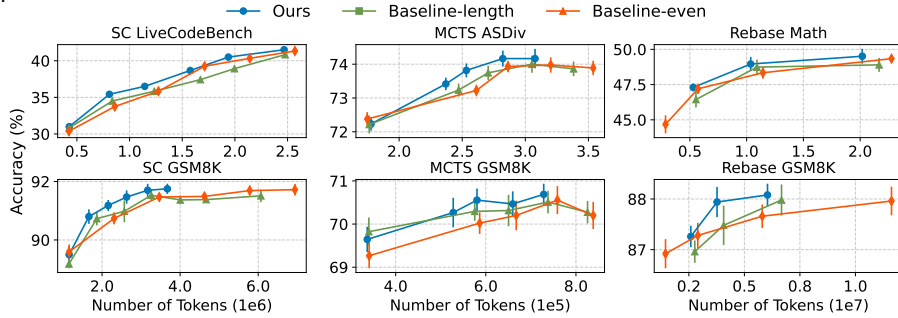 Ours Baseline-length Baseline-even
SC LiveCodeBench MCTS ASDiv Rebase Math
40
35
30
0.5 1.0 1.5 2.0 2.5
74
73
72
2.0 2.5 3.0 3.5
50.0
47.5
45.0
0.5 1.0 1.5 2.0
Accuracy (%)
SC GSM8K MCTS GSM8K Rebase GSM8K
92
90
2.0 4.0 6.0
71
70
69
4.0 6.0 8.0
88
87
0.2 0.5 0.8 1.0
Number of Tokens (1e6) Number of Tokens (1e5) Number of Tokens (1e7)